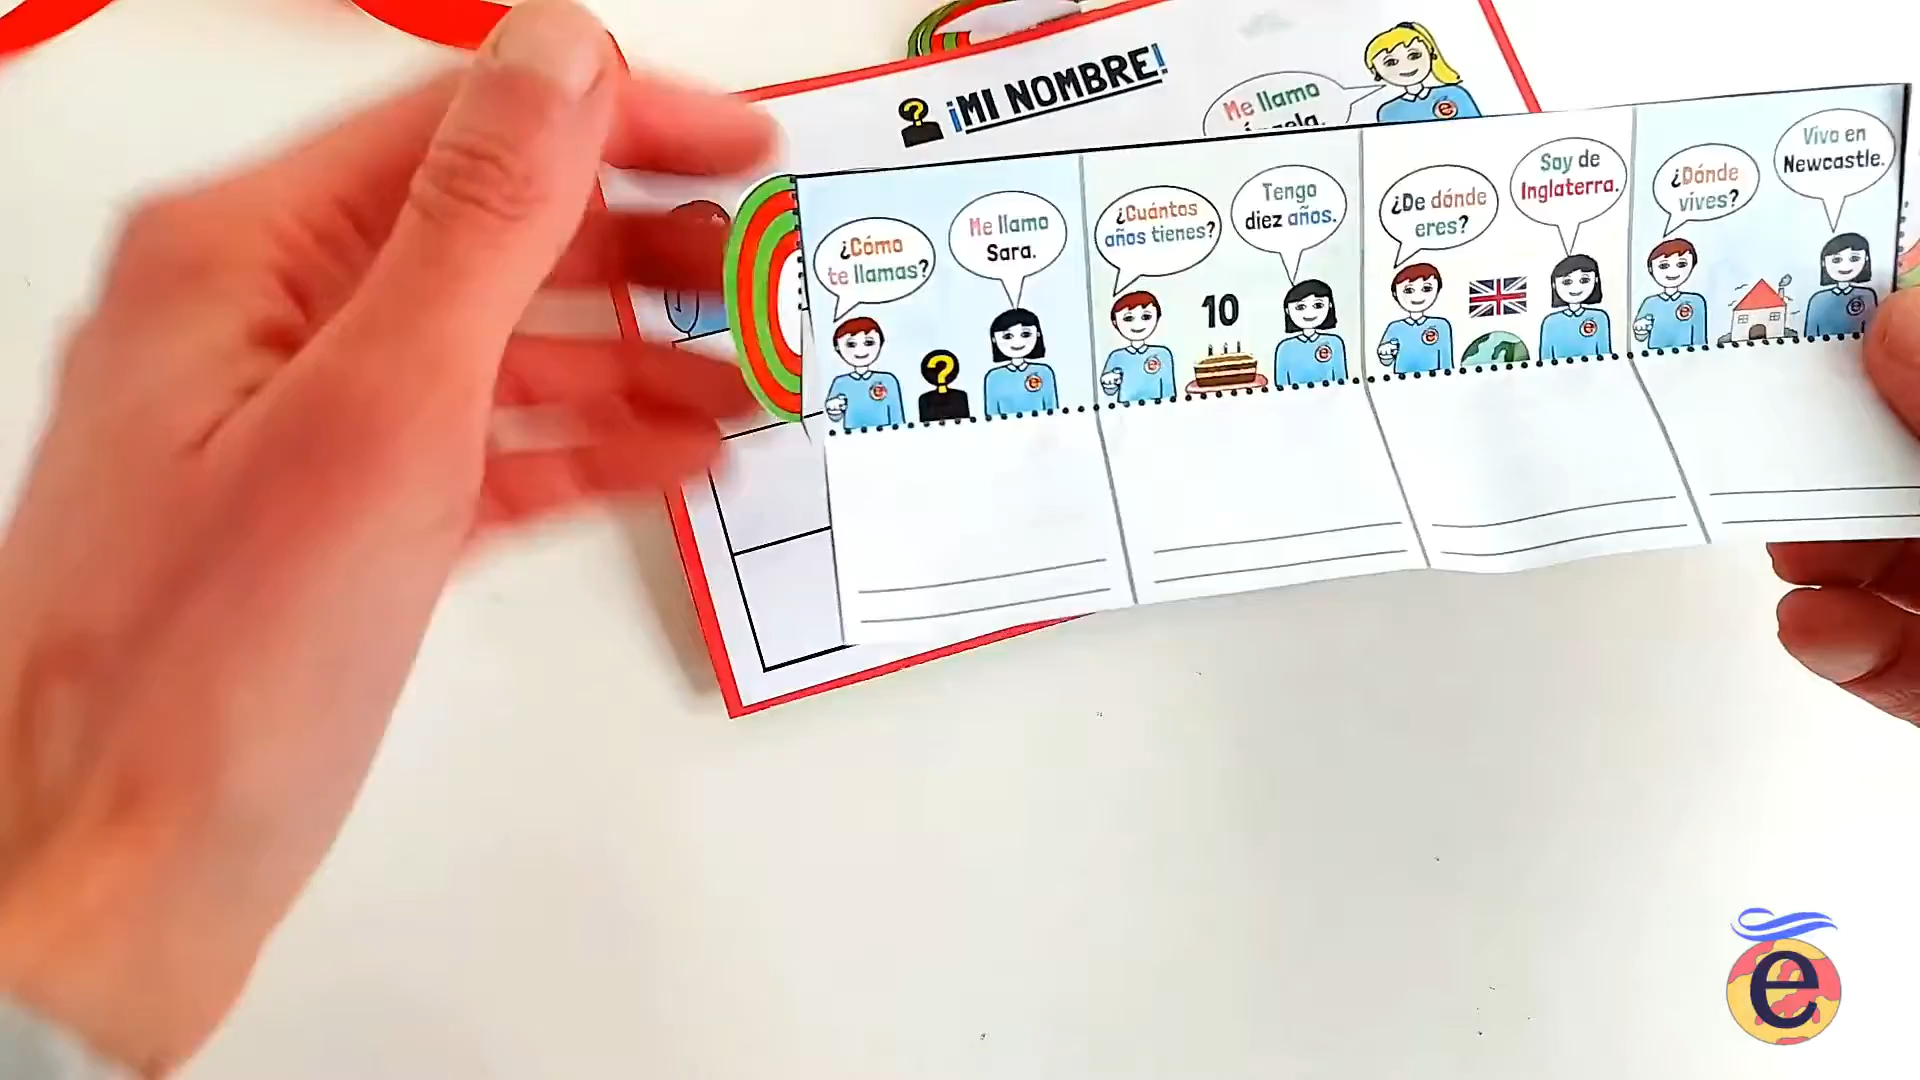 ¡MI NOMBRE!
Me llamo
¿Cómo
te llamas?
Me llamo
Sara.
¿Cuántos
años tienes?
Tengo
diez años.
10
¿De dónde
eres?
Soy de
Inglaterra.
¿Dónde
vives?
Vivo en
Newcastle.
e